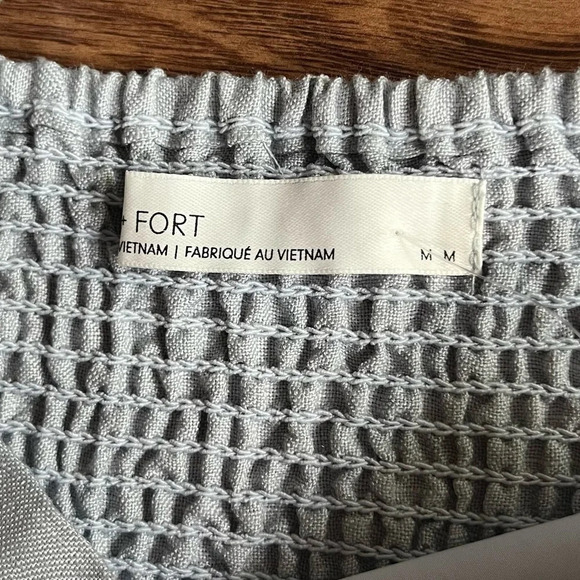 + FORT
VIETNAM | FABRIQUÉ AU VIETNAM
M M